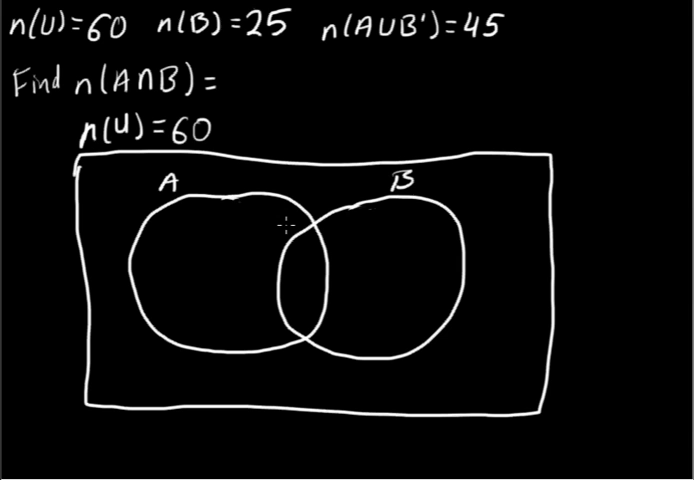 n(U)=60 n(B)=25 n(A∪B')=45
Find n(A∩B)=
n(U)=60
A B